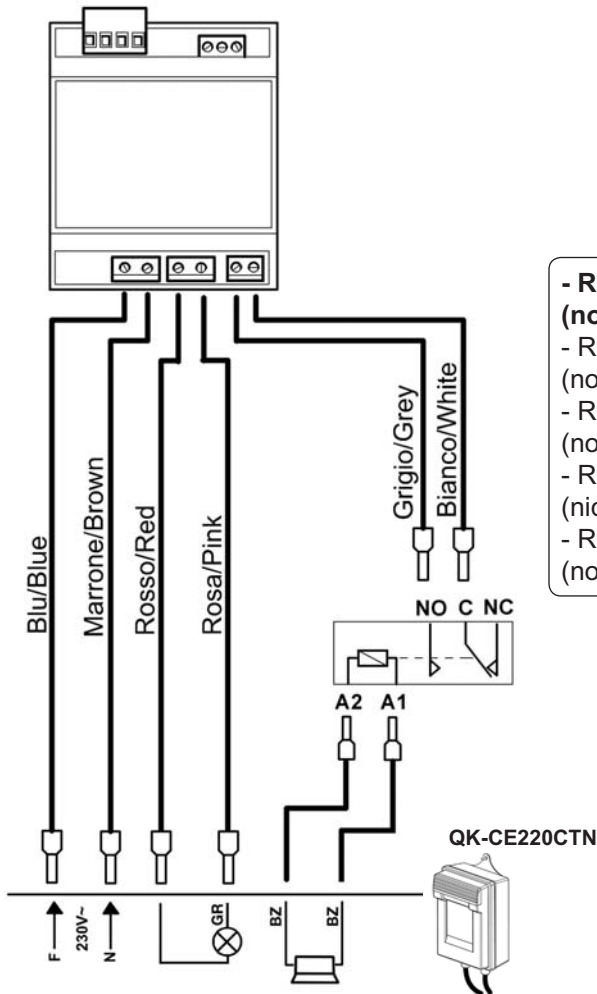 Blu/Blue
Marrone/Brown
Rosso/Red
Rosa/Pink
Grigio/Grey
Bianco/White
- R
(no
- R
(no
- R
(no
- R
(nic
- R
(no
NO C NC
A2 A1
QK-CE220CTN
F
230V~
N
GR
BZ
BZ